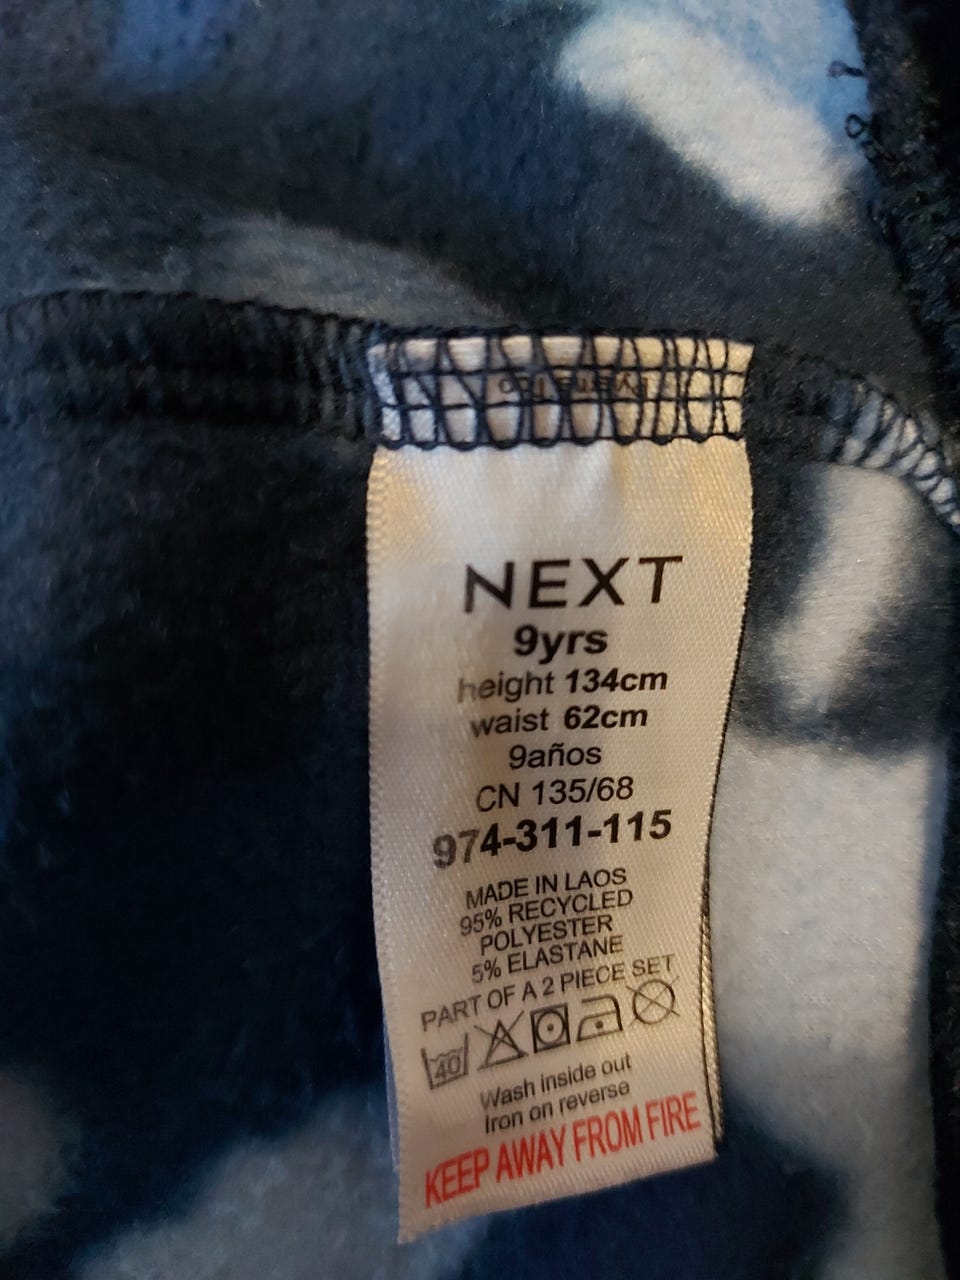 NEXT
9yrs
height 134cm
waist 62cm
9años
CN 135/68
974-311-115
MADE IN LAOS
95% RECYCLED
POLYESTER
5% ELASTANE
PART OF A 2 PIECE SET
40
Wash inside out
Iron on reverse
KEEP AWAY FROM FIRE